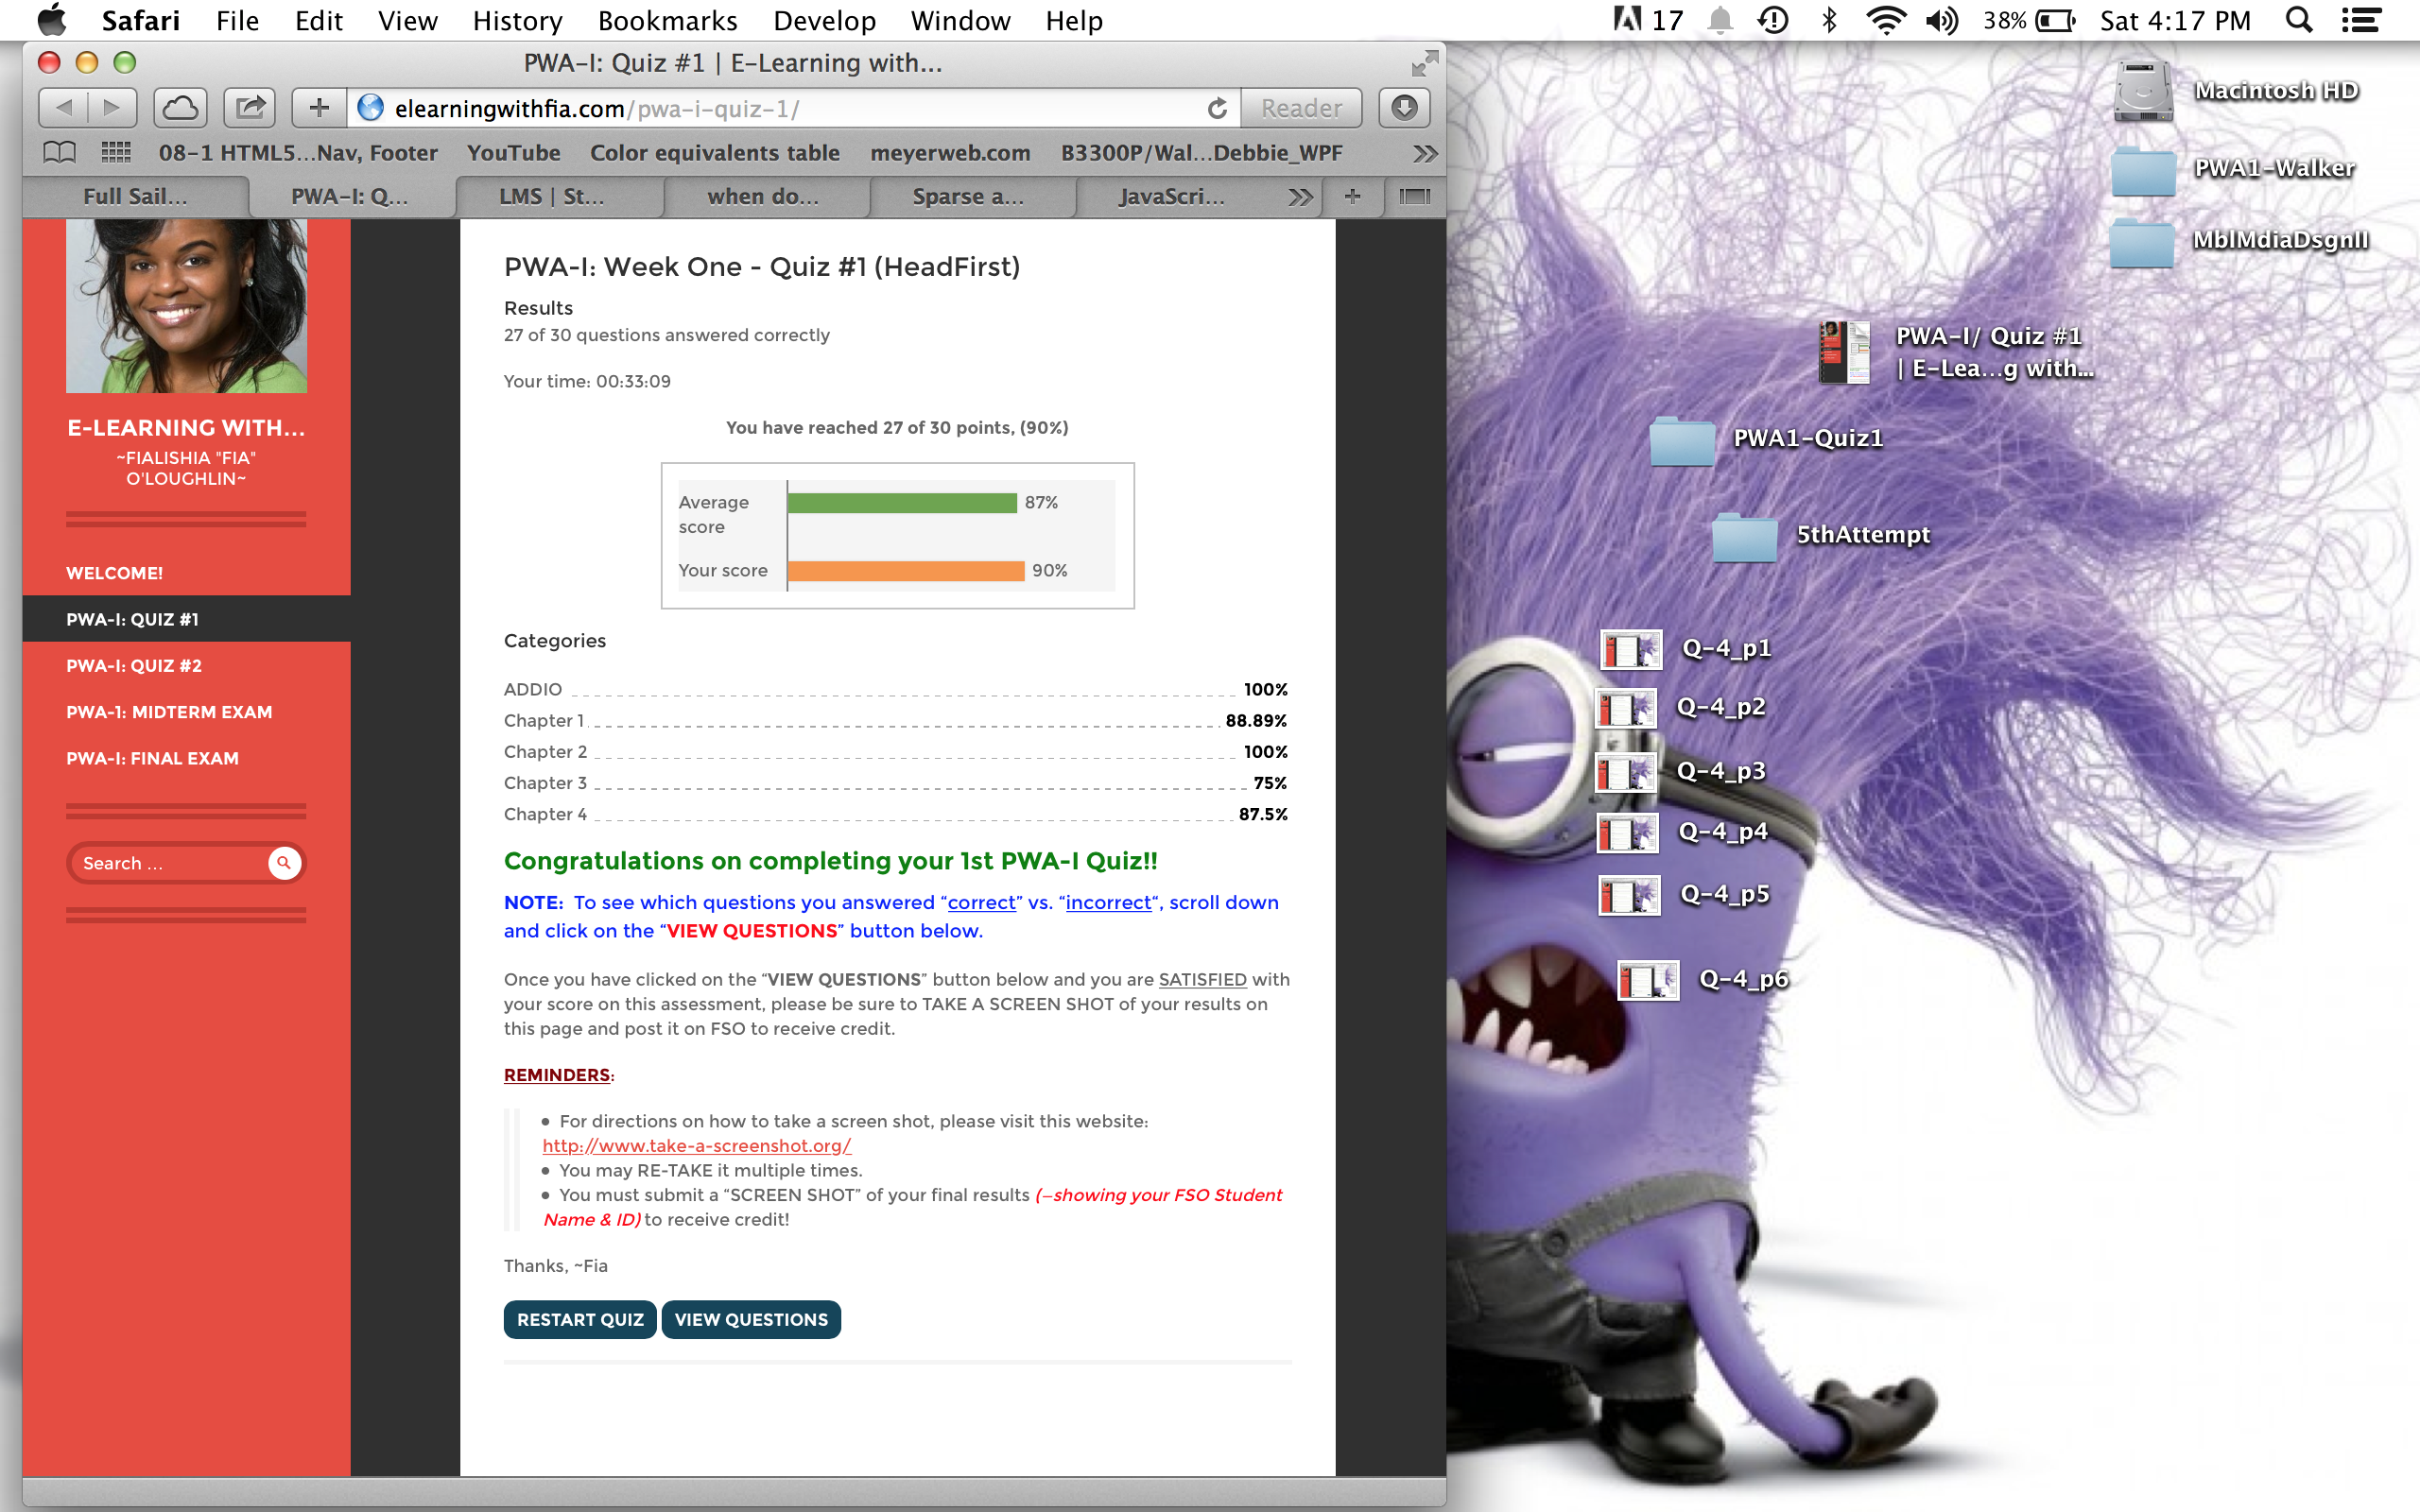 Safari File Edit View History Bookmarks Develop Window Help
17 38% Sat 4:17 PM
PWA-I: Quiz #1 | E-Learning with...
elearningwithfia.com/pwa-i-quiz-1/ Reader
08-1 HTML5...Nav, Footer YouTube Color equivalents table meyerweb.com B3300P/Wal...Debbie_WPF
Full Sail... PWA-I: Q... LMS | St... when do... Sparse a... JavaScri...
E-LEARNING WITH...
~FIALISHIA "FIA"
O'LOUGHLIN~
WELCOME!
PWA-I: QUIZ #1
PWA-I: QUIZ #2
PWA-1: MIDTERM EXAM
PWA-I: FINAL EXAM
Search ...
PWA-I: Week One - Quiz #1 (HeadFirst)
Results
27 of 30 questions answered correctly
Your time: 00:33:09
You have reached 27 of 30 points, (90%)
Average
score
87%
Your score 90%
Categories
ADDIO 100%
Chapter 1 88.89%
Chapter 2 100%
Chapter 3 75%
Chapter 4 87.5%
Congratulations on completing your 1st PWA-I Quiz!!
NOTE: To see which questions you answered “correct” vs. “incorrect“, scroll down
and click on the “VIEW QUESTIONS” button below.
Once you have clicked on the “VIEW QUESTIONS” button below and you are SATISFIED with
your score on this assessment, please be sure to TAKE A SCREEN SHOT of your results on
this page and post it on FSO to receive credit.
REMINDERS:
• For directions on how to take a screen shot, please visit this website:
http://www.take-a-screenshot.org/
• You may RE-TAKE it multiple times.
• You must submit a “SCREEN SHOT” of your final results (–showing your FSO Student
Name & ID) to receive credit!
Thanks, ~Fia
RESTART QUIZ VIEW QUESTIONS
Macintosh HD
PWA1-Walker
MblMdiaDsgnII
PWA-I/ Quiz #1
| E-Lea...g with...
PWA1-Quiz1
5thAttempt
Q-4_p1
Q-4_p2
Q-4_p3
Q-4_p4
Q-4_p5
Q-4_p6